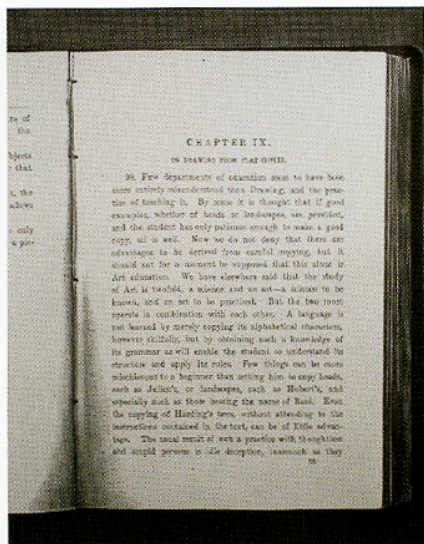 re of
the
bjects
that
, the
adows
only
a pic-
CHAPTER IX.
ON DRAWING FROM FLAT COPIES.
98. Few departments of education seem to have been
more entirely misunderstood than Drawing, and the prac-
tice of teaching it. By some it is thought that if good
examples, whether of heads or landscapes, are provided,
and the student has only patience enough to make a good
copy, all is well. Now we do not deny that there are
advantages to be derived from careful copying, but it
should not for a moment be supposed that this alone is
Art education. We have elsewhere said that the study
of Art is twofold, a science and an art—a science to be
known, and an art to be practised. But the two must
operate in combination with each other. A language is
not learned by merely copying its alphabetical characters,
however skilfully, but by obtaining such a knowledge of
its grammar as will enable the student to understand its
structure and apply its rules. Few things can be more
mischievous to a beginner than setting him to copy heads,
such as Julien's, or landscapes, such as Hubert's, and
especially such as those bearing the name of Even
the copying of Harding's trees, without attending to the
instructions contained in the text, can be of little advan-
tage. The usual result of such a practice with thoughtless
and stupid persons is idle deception, inasmuch as they